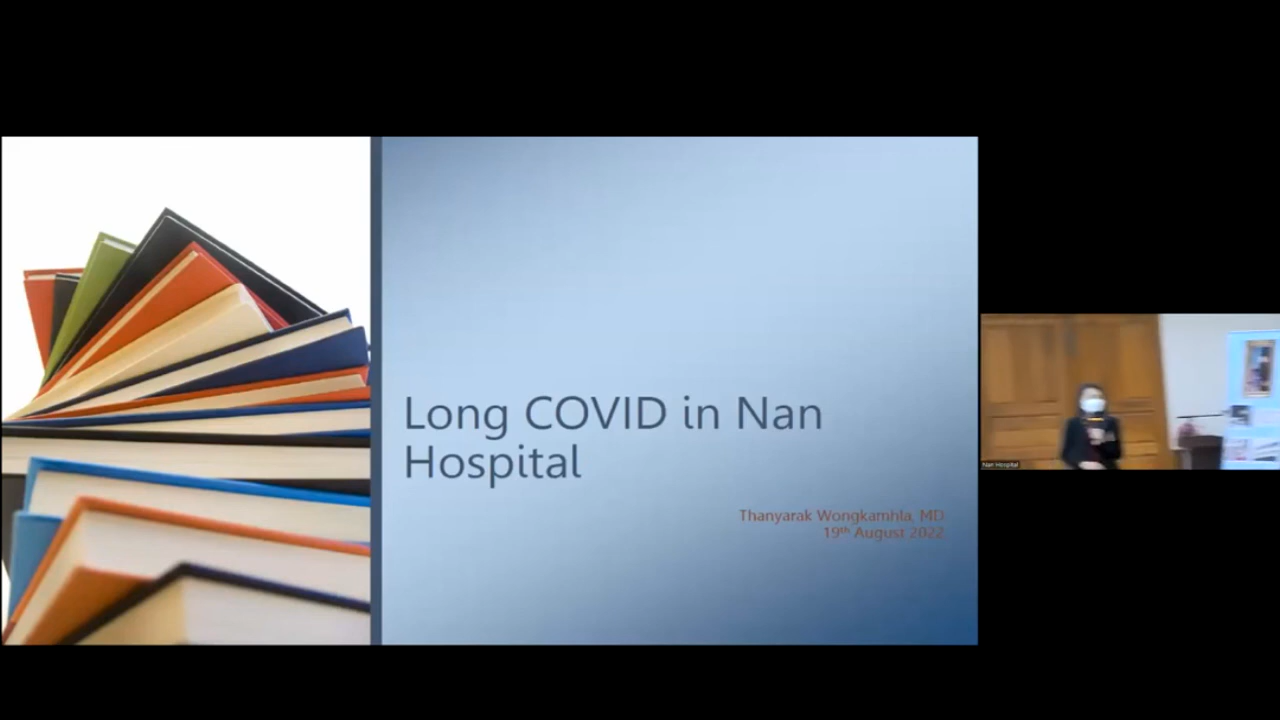 Long COVID in Nan
Hospital
Thanyarak Wongkamhla, MD
19th August 2022
Nan Hospital